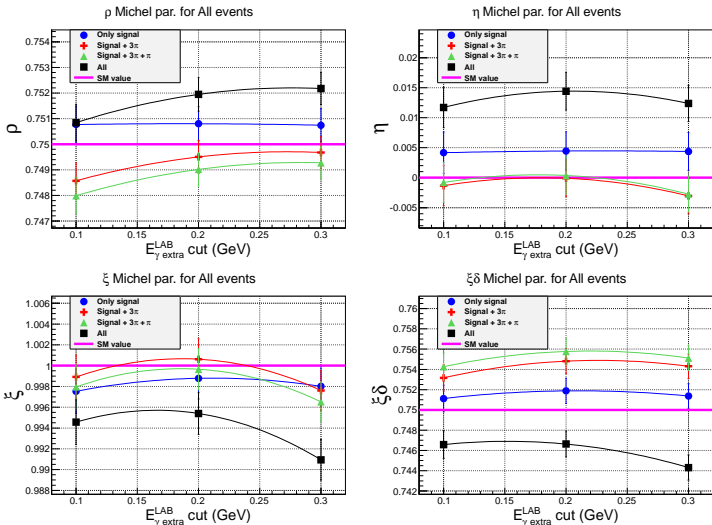 ρ Michel par. for All events
Only signal
Signal + 3π
Signal + 3π + π
All
SM value
0.754
0.753
0.752
0.751
0.75
0.749
0.748
0.747
ρ
0.1 0.15 0.2 0.25 0.3
E^LAB_γ extra cut (GeV)
η Michel par. for All events
Only signal
Signal + 3π
Signal + 3π + π
All
SM value
0.02
0.015
0.01
0.005
0
-0.005
η
0.1 0.15 0.2 0.25 0.3
E^LAB_γ extra cut (GeV)
ξ Michel par. for All events
Only signal
Signal + 3π
Signal + 3π + π
All
SM value
1.006
1.004
1.002
1
0.998
0.996
0.994
0.992
0.99
0.988
ξ
0.1 0.15 0.2 0.25 0.3
E^LAB_γ extra cut (GeV)
ξδ Michel par. for All events
Only signal
Signal + 3π
Signal + 3π + π
All
SM value
0.76
0.758
0.756
0.754
0.752
0.75
0.748
0.746
0.744
0.742
ξδ
0.1 0.15 0.2 0.25 0.3
E^LAB_γ extra cut (GeV)